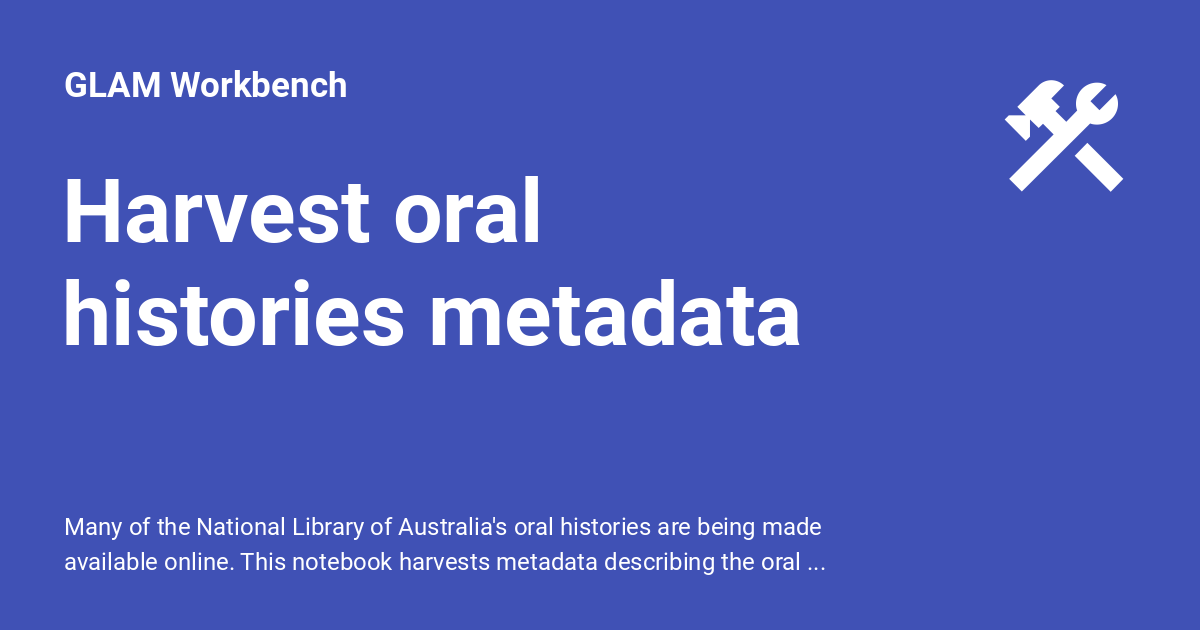 GLAM Workbench
Harvest oral
histories metadata
Many of the National Library of Australia's oral histories are being made
available online. This notebook harvests metadata describing the oral ...